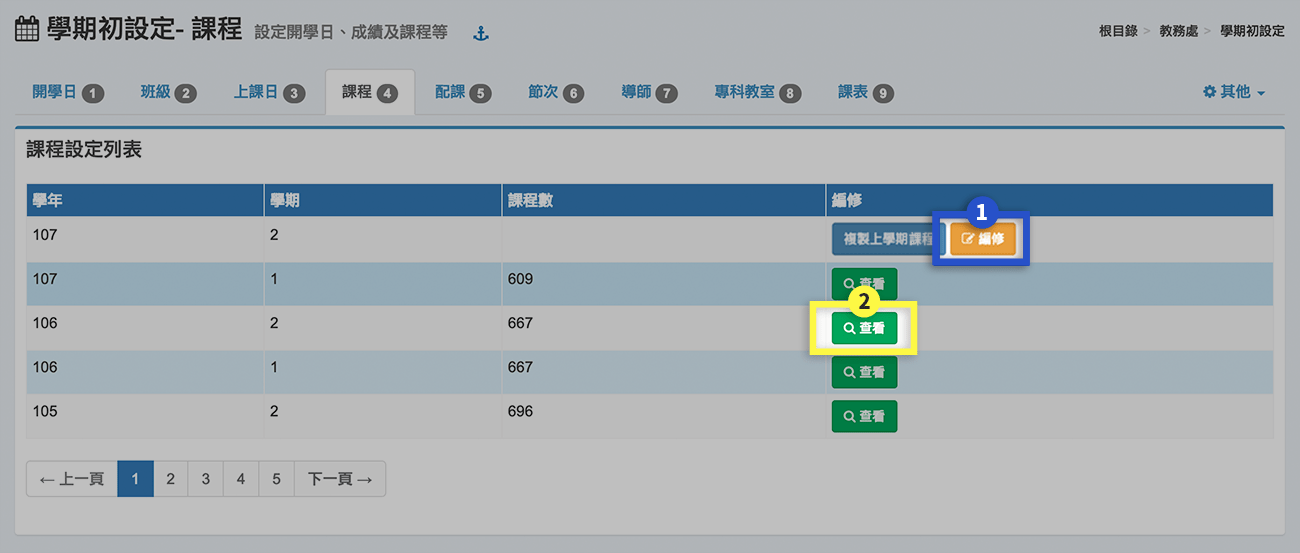 學期初設定- 課程 設定開學日、成績及課程等
根目錄 > 教務處 > 學期初設定
開學日 1 班級 2 上課日 3 課程 4 配課 5 節次 6 導師 7 專科教室 8 課表 9 其他
課程設定列表
學年 學期 課程數 編修
1
107 2 複製上學期課程 編修
107 1 609 查看
2
106 2 667 查看
106 1 667 查看
105 2 696 查看
← 上一頁 1 2 3 4 5 下一頁 →